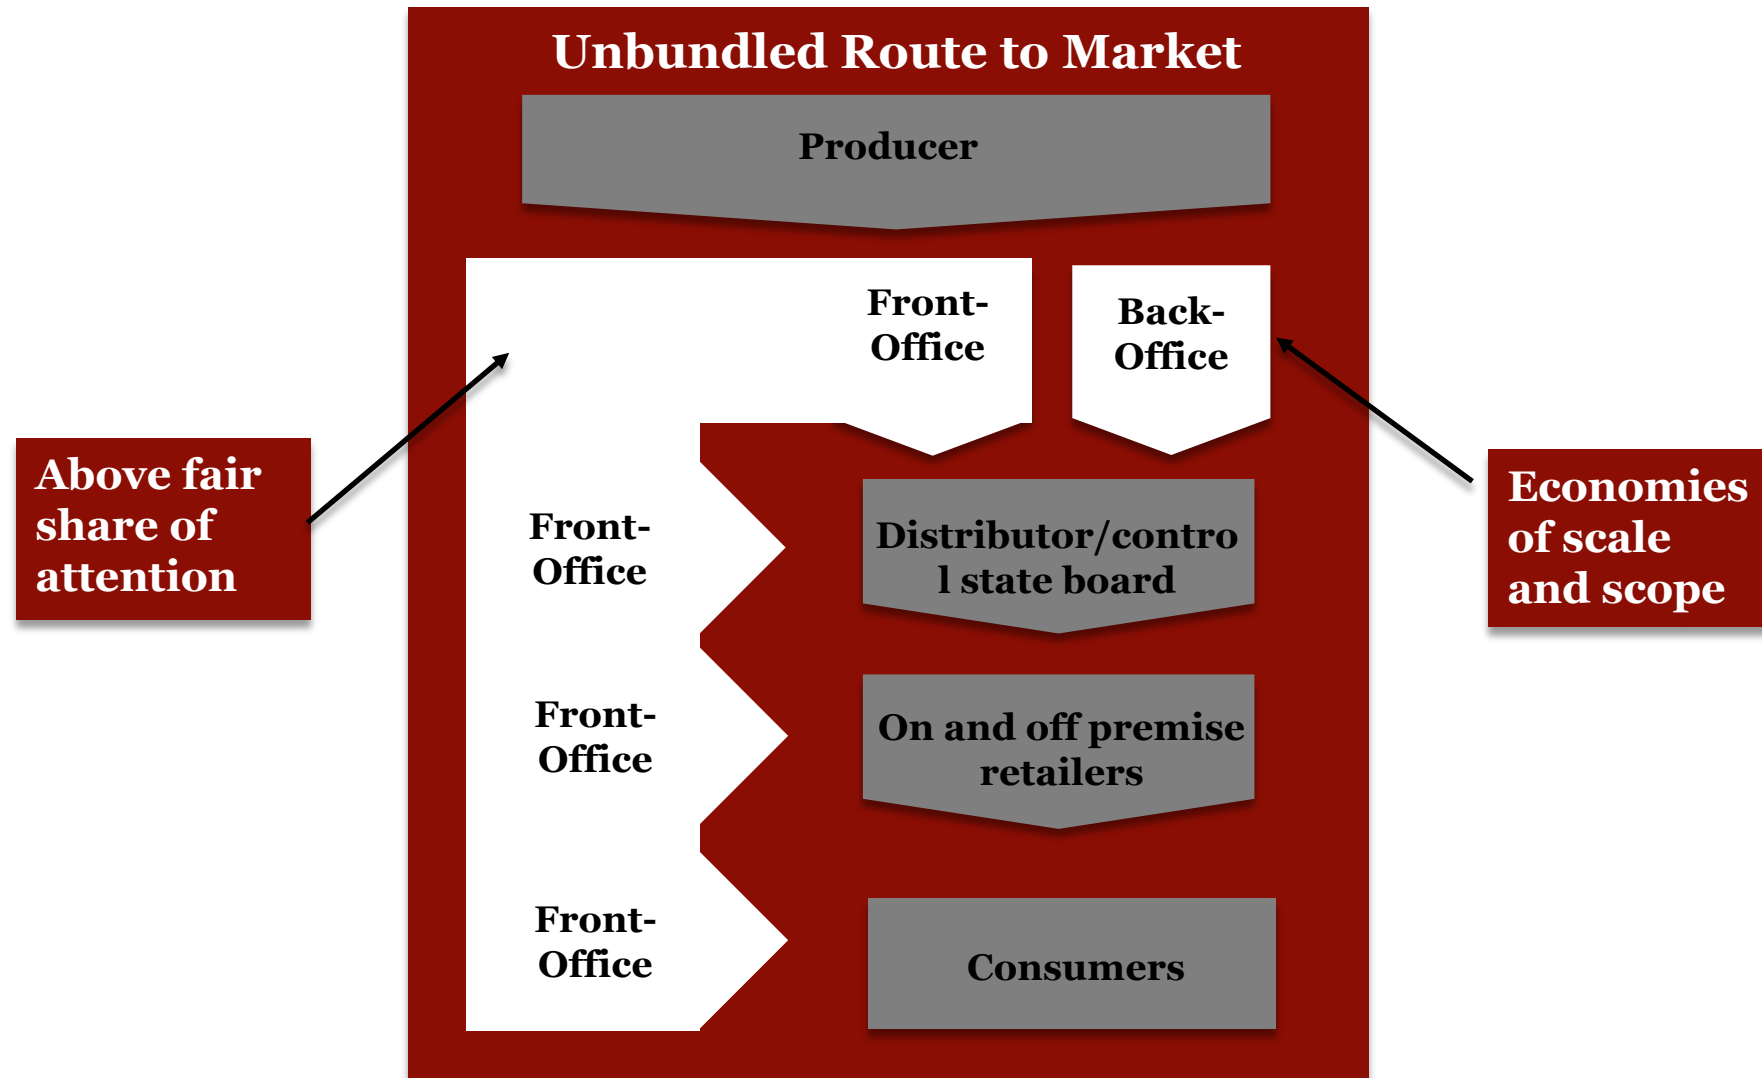 Unbundled Route to Market
Producer
Front-
Office
Back-
Office
Above fair
share of
attention
Economies
of scale
and scope
Front-
Office
Distributor/contro
l state board
Front-
Office
On and off premise
retailers
Front-
Office
Consumers